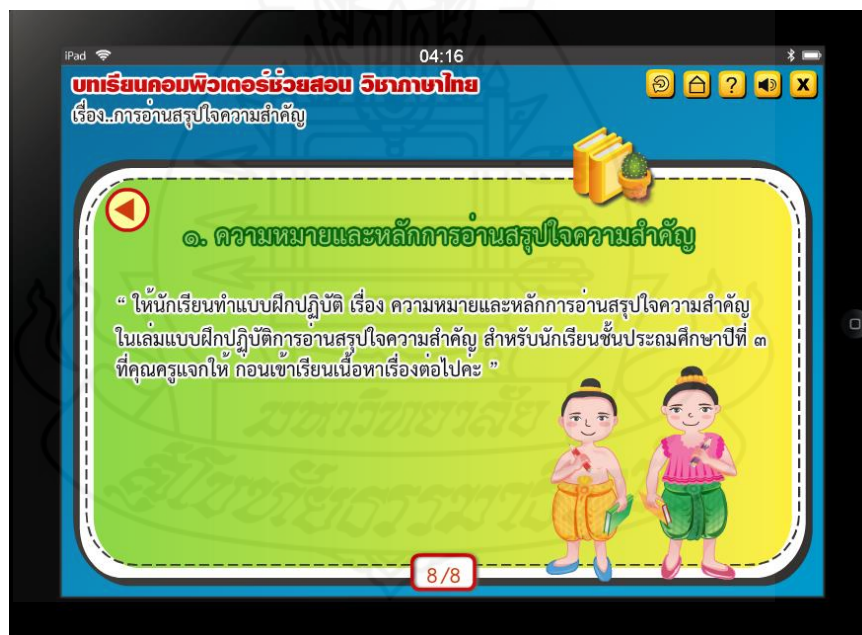 iPad 04:16
บทเรียนคอมพิวเตอร์ช่วยสอน วิชาภาษาไทย
? X
เรื่อง..การอ่านสรุปใจความสำคัญ
๑. ความหมายและหลักการอ่านสรุปใจความสำคัญ
“ ให้นักเรียนทำแบบฝึกปฏิบัติ เรื่อง ความหมายและหลักการอ่านสรุปใจความสำคัญ
ในเล่มแบบฝึกปฏิบัติการอ่านสรุปใจความสำคัญ สำหรับนักเรียนชั้นประถมศึกษาปีที่ ๓
ที่คุณครูแจกให้ ก่อนเข้าเรียนเนื้อหาเรื่องต่อไปค่ะ ”
8/8